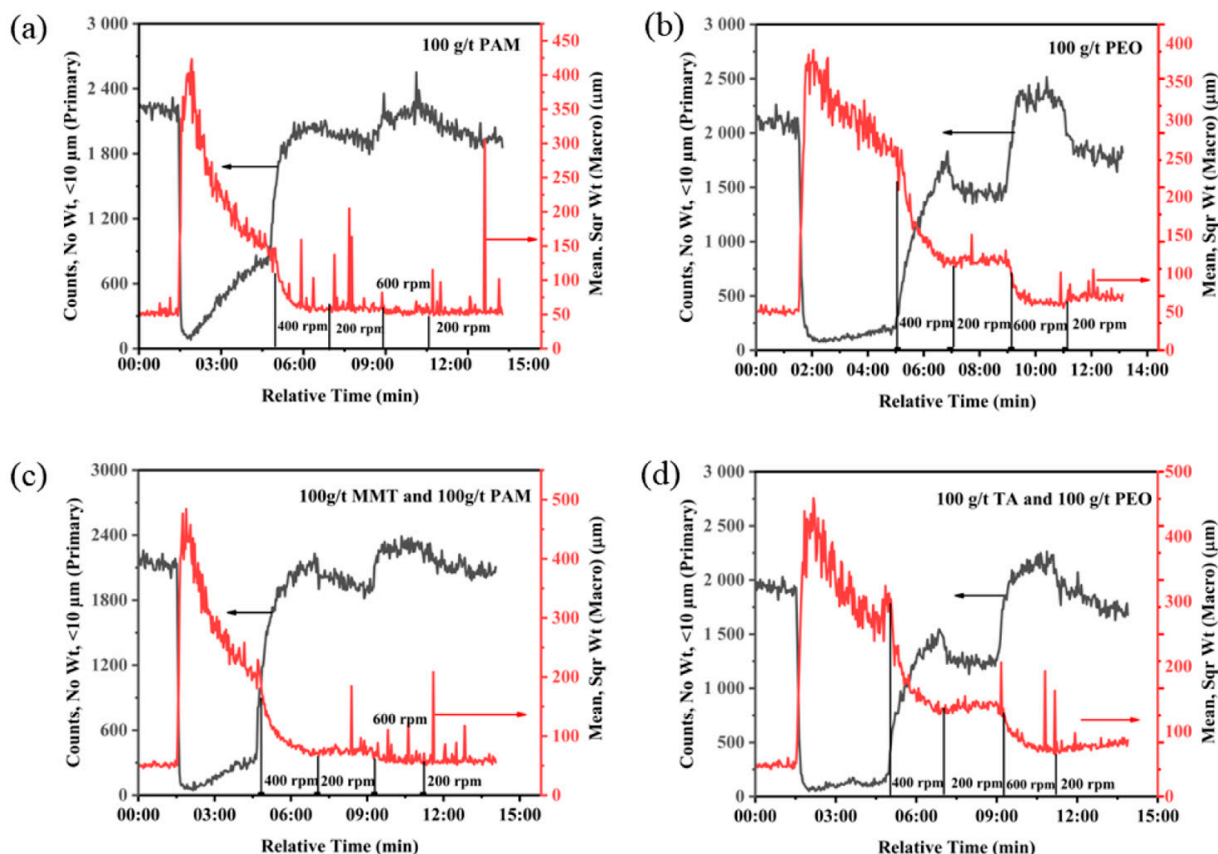 (a)
100 g/t PAM
Counts, No Wt, <10 μm (Primary)
3 000
2 400
1800
1 200
600
0
475
425
400
350
300
250
200
150
100
50
0
Mean, Sqr Wt (Macro) (μm)
600 rpm
400 rpm
200 rpm
200 rpm
00:00
03:00
06:00
09:00
12:00
15:00
Relative Time (min)
(b)
100 g/t PEO
Counts, No Wt, <10 μm (Primary)
3 000
2 500
2 000
1 500
1 000
500
0
400
350
300
250
200
150
100
50
0
Mean, Sqr Wt (Macro) (μm)
400 rpm
200 rpm
600 rpm
200 rpm
00:00
02:00
04:00
06:00
08:00
10:00
12:00
14:00
Relative Time (min)
(c)
100g/t MMT and 100g/t PAM
Counts, No Wt, <10 μm (Primary)
3000
2400
1800
1200
600
0
500
400
300
200
100
0
Mean, Sqr Wt (Macro) (μm)
600 rpm
400 rpm
200 rpm
200 rpm
00:00
03:00
06:00
09:00
12:00
15:00
Relative Time (min)
(d)
100 g/t TA and 100 g/t PEO
Counts, No Wt, <10 μm (Primary)
3 000
2 500
2 000
1 500
1 000
500
0
500
400
300
200
100
0
Mean, Sqr Wt (Macro) (μm)
400 rpm
200 rpm
600 rpm
200 rpm
00:00
03:00
06:00
09:00
12:00
15:00
Relative Time (min)